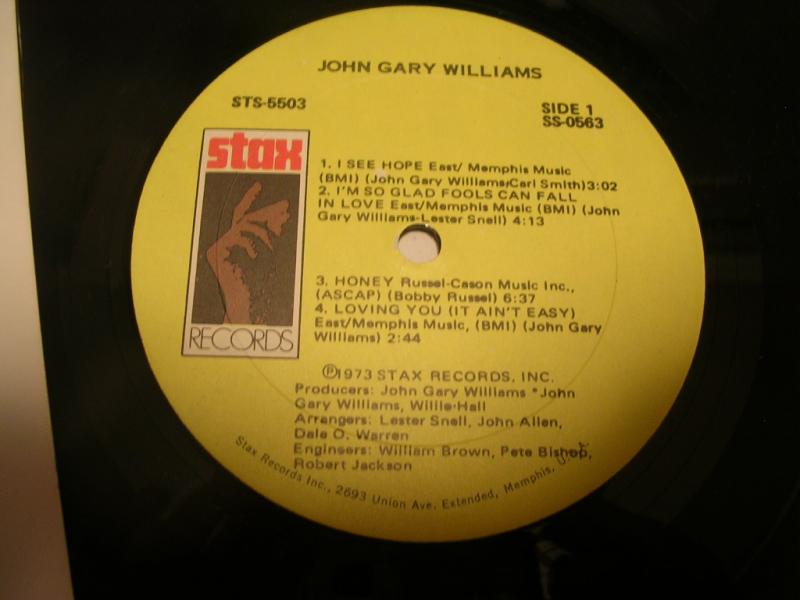 JOHN GARY WILLIAMS
STS-5503
SIDE 1
SS-0563
stax
RECORDS
1. I SEE HOPE East/ Memphis Music
(BMI) (John Gary Williams,Carl Smith)3:02
2. I'M SO GLAD FOOLS CAN FALL
IN LOVE East/Memphis Music (BMI) (John
Gary Williams-Lester Snell) 4:13
3. HONEY Russel-Cason Music Inc.,
(ASCAP) (Bobby Russel) 6:37
4. LOVING YOU (IT AIN'T EASY)
East/Memphis Music, (BMI) (John Gary
Williams) 2:44
Ⓟ1973 STAX RECORDS, INC.
Producers: John Gary Williams *John
Gary Williams, Willie-Hall
Arrangers: Lester Snell, John Allen,
Dale O. Warren
Engineers: William Brown, Pete Bishop,
Robert Jackson
Stax Records Inc., 2693 Union Ave. Extended, Memphis, U.S.A.